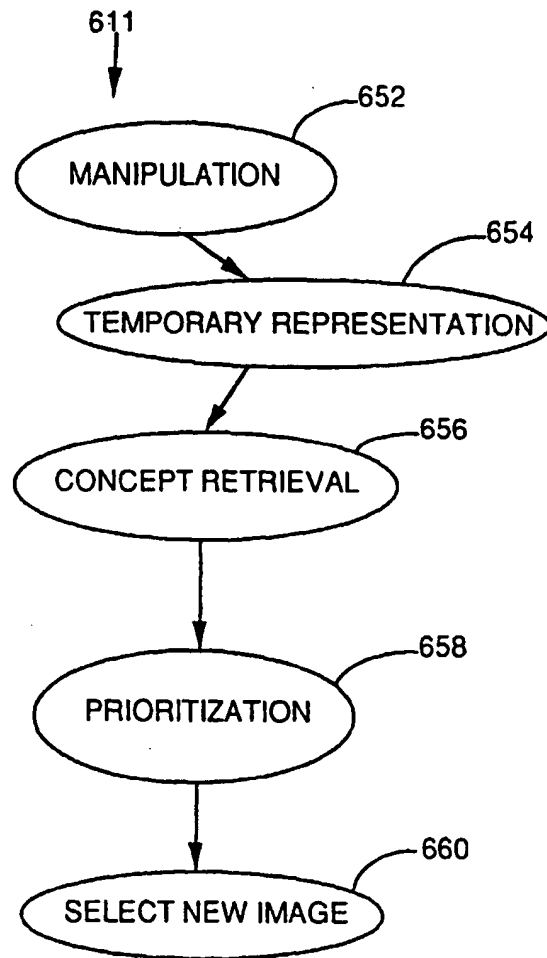 611
652
MANIPULATION
654
TEMPORARY REPRESENTATION
656
CONCEPT RETRIEVAL
658
PRIORITIZATION
660
SELECT NEW IMAGE